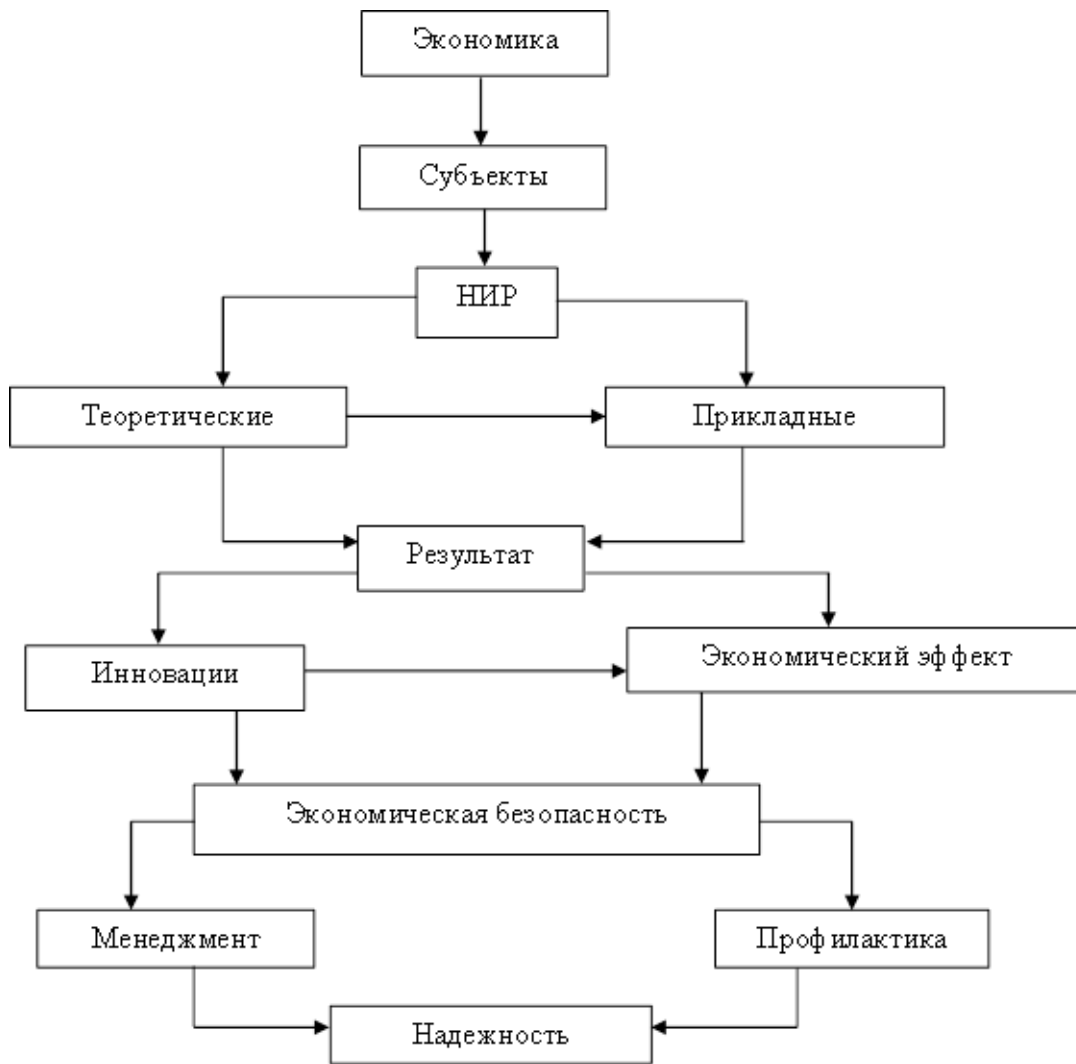 Экономика
Субъекты
НИР
Теоретические
Прикладные
Результат
Инновации
Экономический эффект
Экономическая безопасность
Менеджмент
Профилактика
Надежность